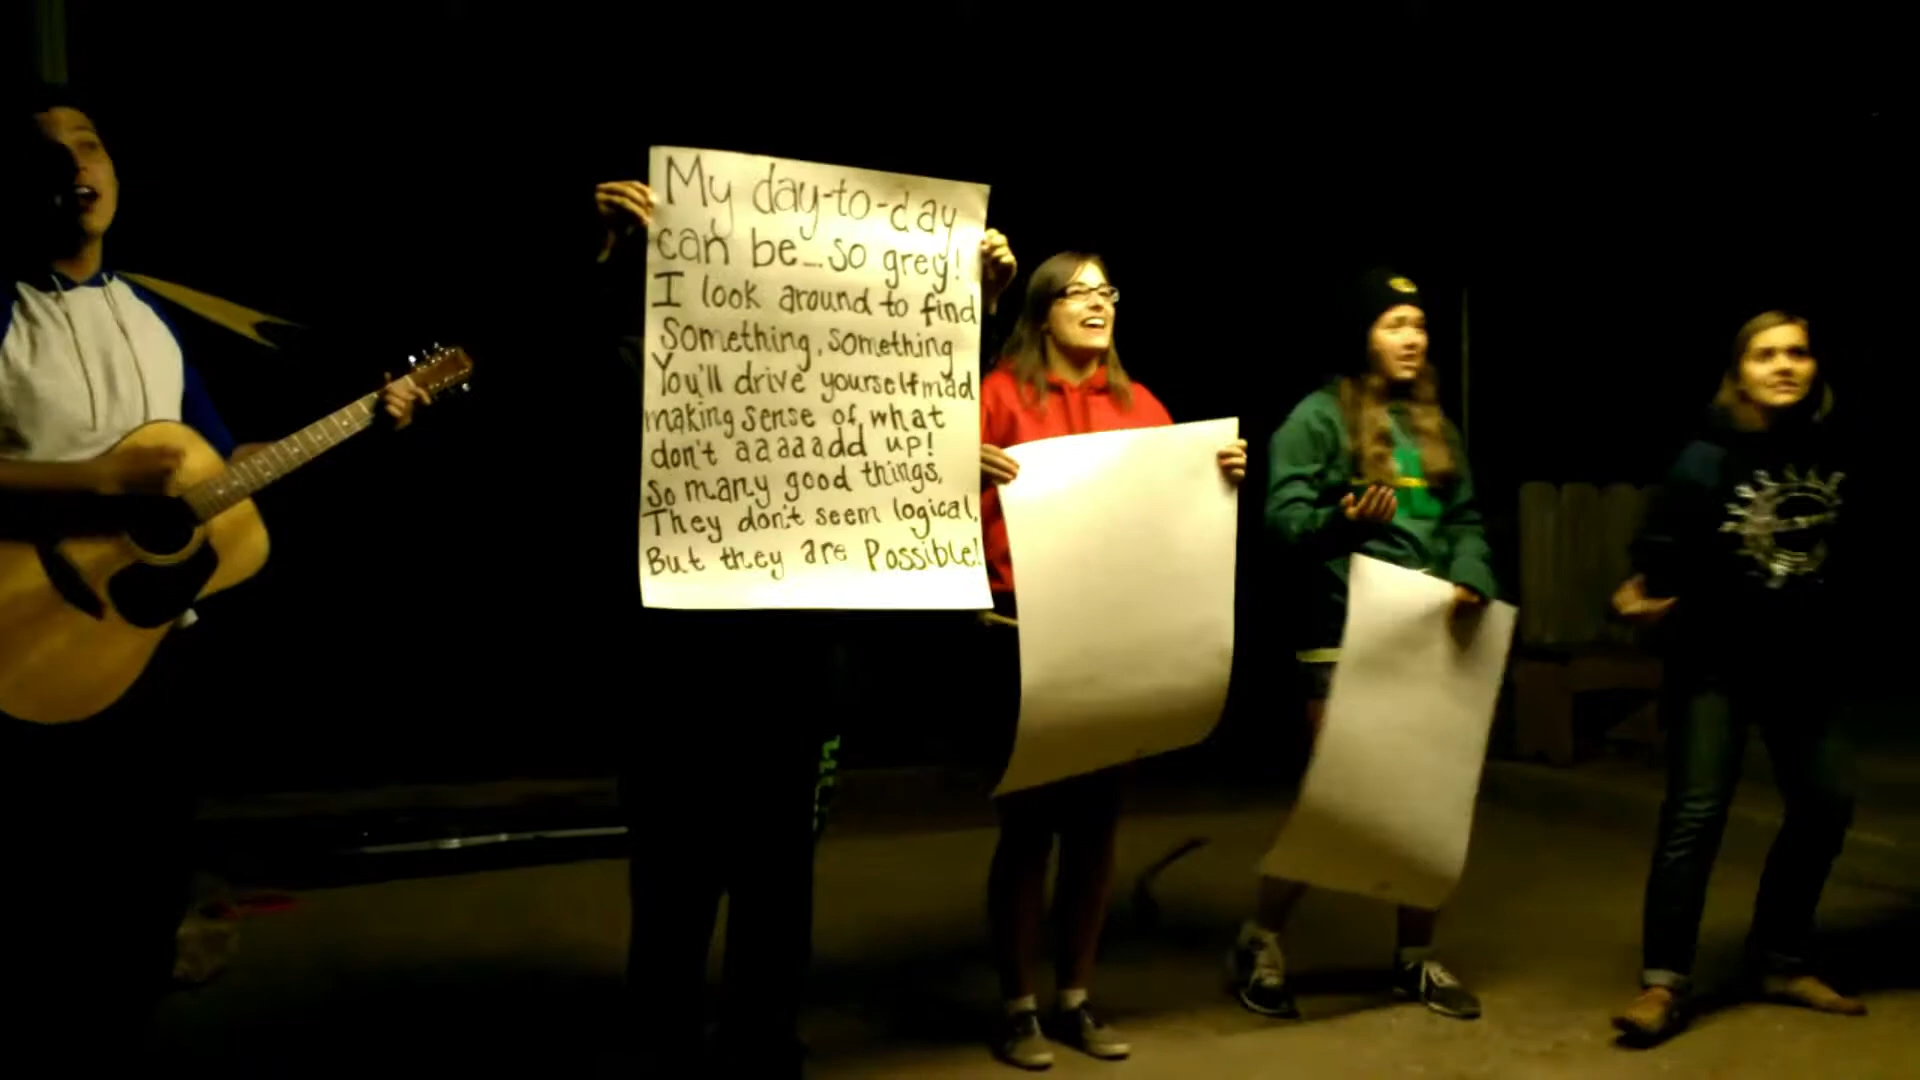 My day-to-day
can be...so grey!
I look around to find
something, something
You'll drive yourself mad
making sense of what
don't aaaaadd up!
So many good things,
They don't seem logical,
But they are Possible!